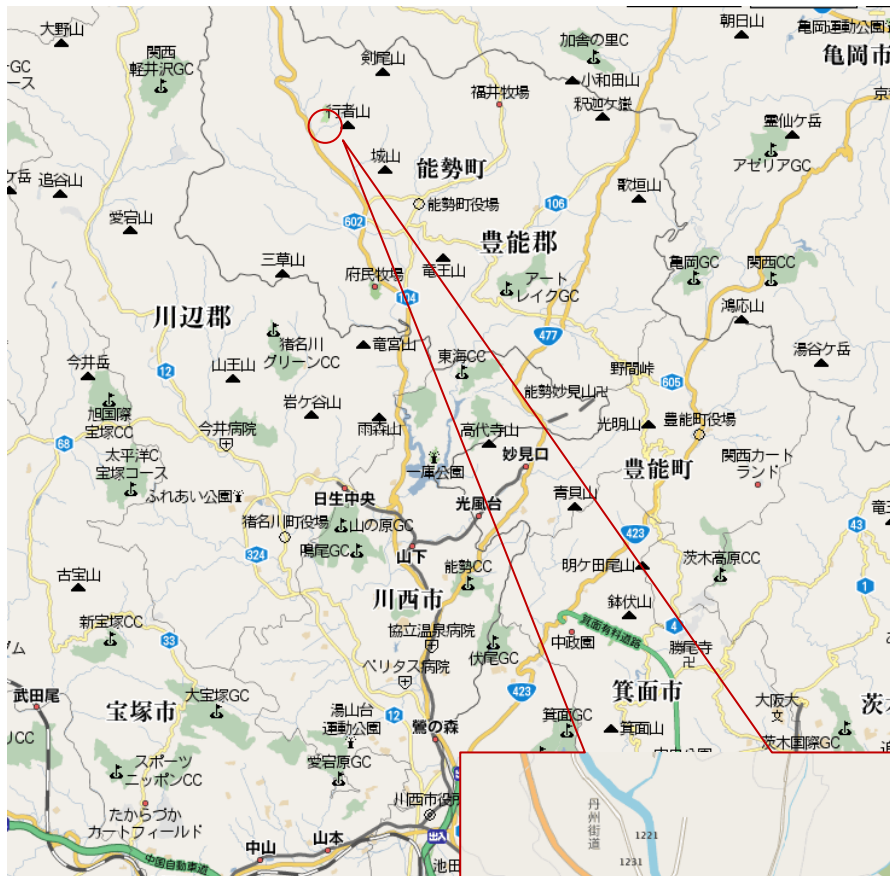 大野山
関西
軽井沢GC
剣尾山
加舎の里C
朝日山
亀岡運動公園
亀岡市
GC
ース
小和田山
福井牧場
釈迦ケ嶽
行者山
霊仙ケ岳
アゼリアGC
城山
能勢町
ケ岳
追谷山
能勢町役場
歌垣山
106
愛宕山
602
豊能郡
三草山
竜王山
亀岡GC
関西CC
府民牧場
アート
レイクGC
104
川辺郡
鴻応山
477
猪名川
グリーンCC
竜宮山
東海CC
湯谷ケ岳
今井岳
12
山王山
野間峠
605
能勢妙見山
旭国際
宝塚CC
岩ケ谷山
雨森山
高代寺山
光明山
豊能町役場
今井病院
68
太平洋C
宝塚コース
妙見口
豊能町
関西カート
ランド
一庫公園
ふれあい公園
日生中央
光風台
青貝山
竜王
猪名川町役場
山の原GC
鳴尾GC
423
43
324
山下
茨木高原CC
明ケ田尾山
能勢CC
古宝山
1
川西市
鉢伏山
新宝塚CC
33
協立温泉病院
箕面有料道路
4
中政園
勝尾寺
伏尾GC
ベリタス病院
武田尾
大宝塚GC
423
箕面市
大阪大
宝塚市
湯山台
運動公園
12
箕面GC
箕面山
茨木
鶯の森
茨木国際GC
スポーツ
ニッポンCC
愛宕原GC
たからづか
カートフィールド
川西市役所
丹州街道
1221
1231
山本
出入
中山
中国自動車道
池田